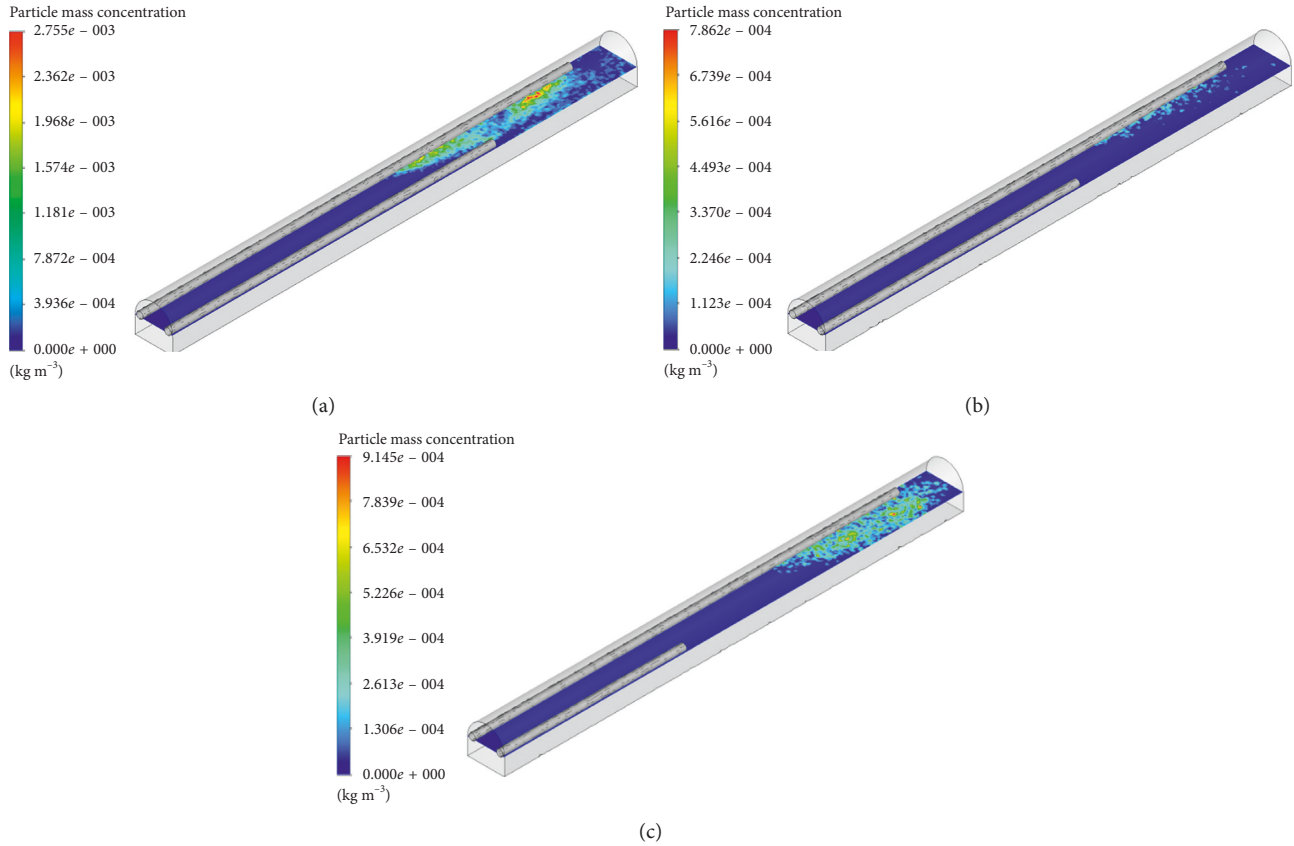 Particle mass concentration
2.755e – 003
2.362e – 003
1.968e – 003
1.574e – 003
1.181e – 003
7.872e – 004
3.936e – 004
0.000e + 000
(kg m⁻³)
(a)
Particle mass concentration
7.862e – 004
6.739e – 004
5.616e – 004
4.493e – 004
3.370e – 004
2.246e – 004
1.123e – 004
0.000e + 000
(kg m⁻³)
(b)
Particle mass concentration
9.145e – 004
7.839e – 004
6.532e – 004
5.226e – 004
3.919e – 004
2.613e – 004
1.306e – 004
0.000e + 000
(kg m⁻³)
(c)